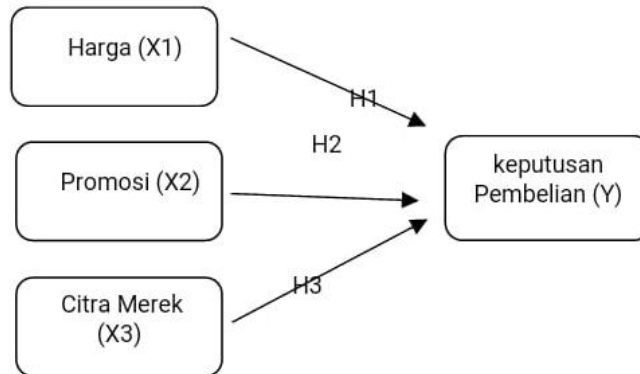 Harga (X1)
H1
H2
Promosi (X2)
keputusan
Pembelian (Y)
H3
Citra Merek
(X3)